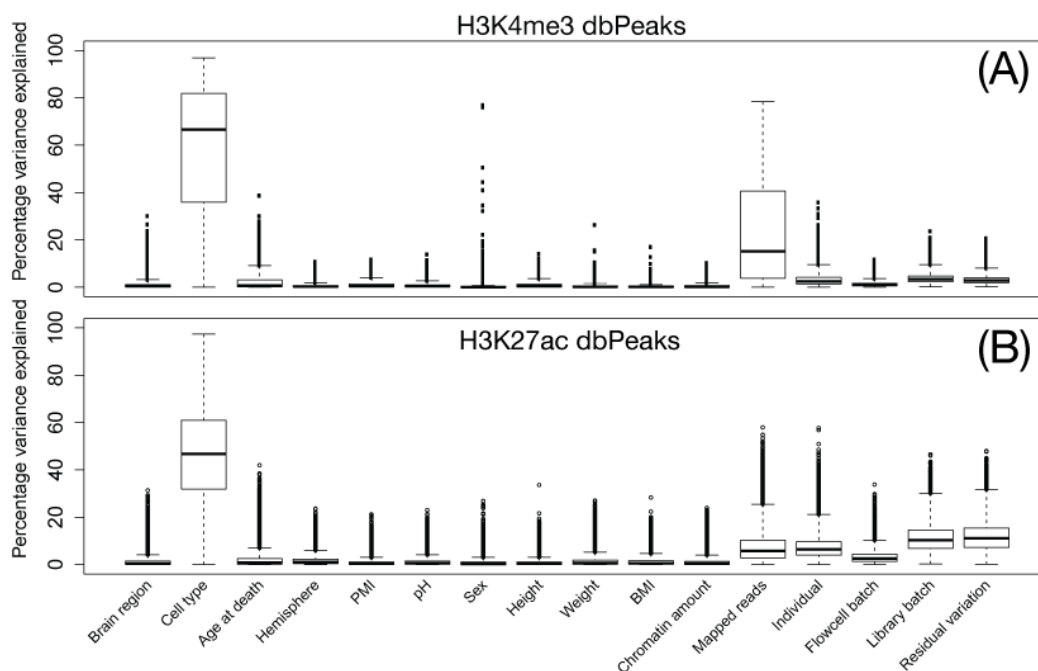 H3K4me3 dbPeaks
(A)
Percentage variance explained
100
80
60
40
20
0
H3K27ac dbPeaks
(B)
Percentage variance explained
100
80
60
40
20
0
Brain region
Cell type
Age at death
Hemisphere
PMI
pH
Sex
Height
Weight
BMI
Chromatin amount
Mapped reads
Individual
Flowcell batch
Library batch
Residual variation